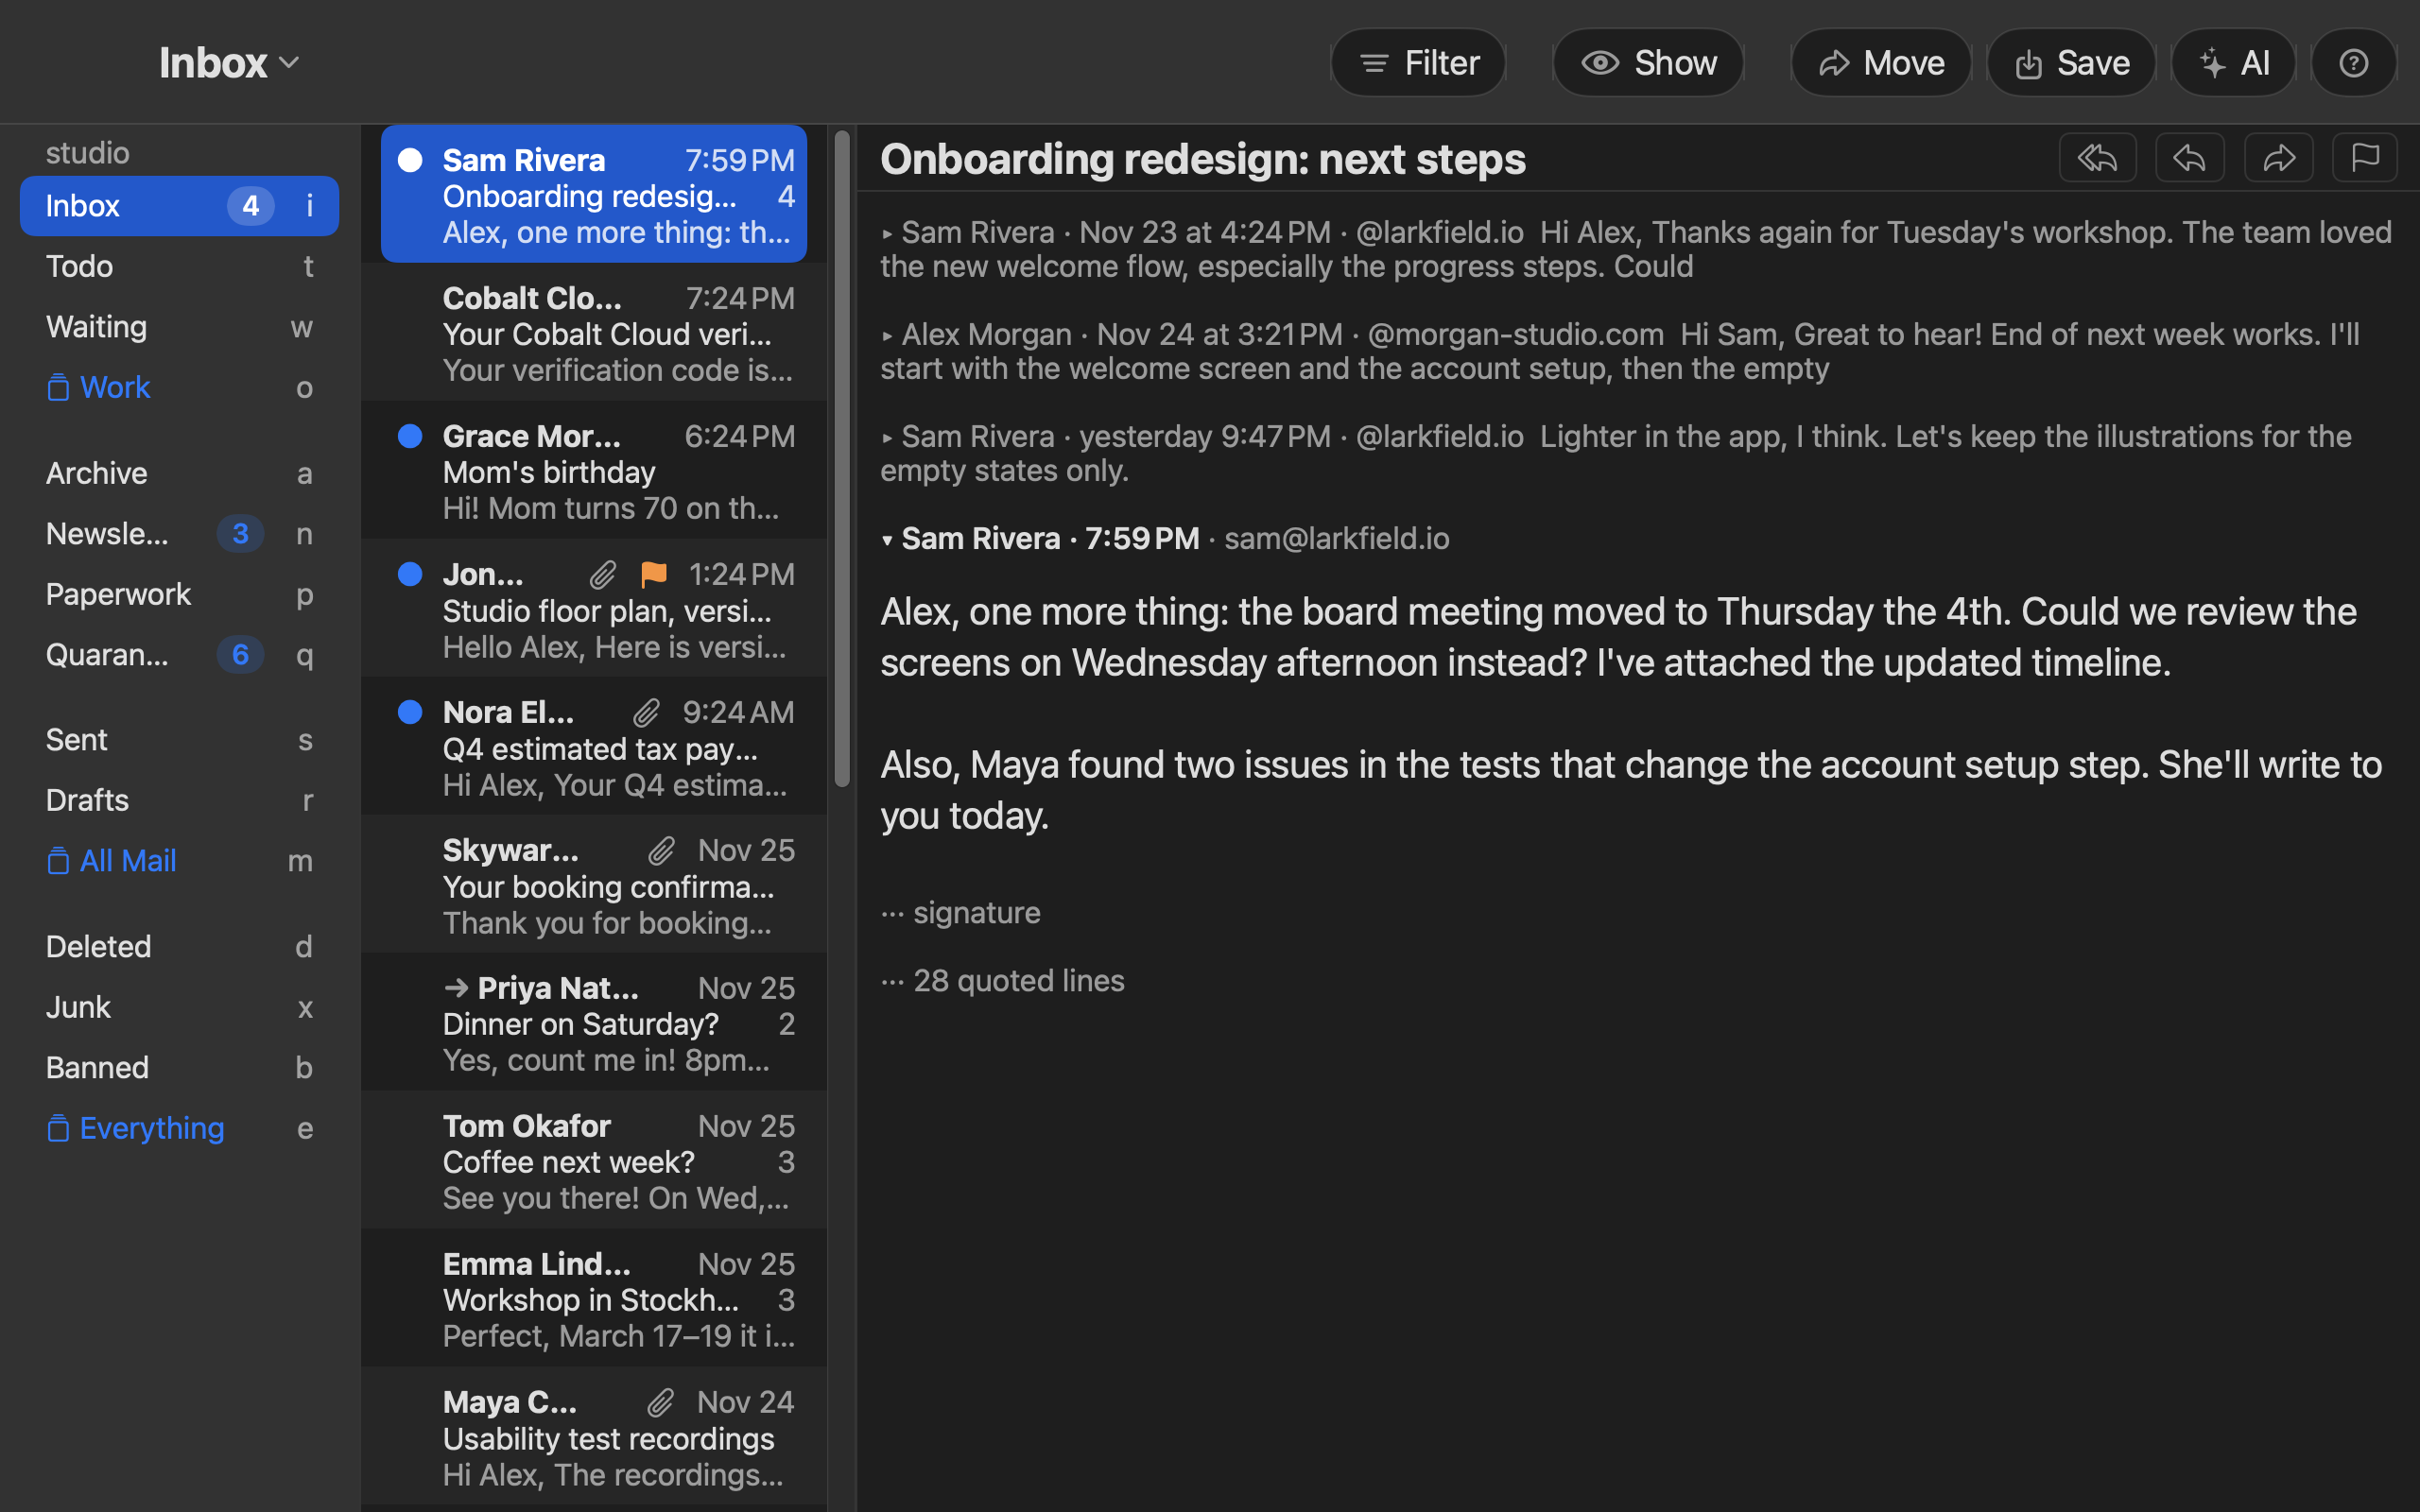 Inbox
Filter
Show
Move
Save
AI
?
studio
Inbox 4 i
Todo t
Waiting w
Work o
Archive a
Newsle... 3 n
Paperwork p
Quaran... 6 q
Sent s
Drafts r
All Mail m
Deleted d
Junk x
Banned b
Everything e
Sam Rivera 7:59 PM
Onboarding redesig... 4
Alex, one more thing: th...
Cobalt Clo... 7:24 PM
Your Cobalt Cloud veri...
Your verification code is...
Grace Mor... 6:24 PM
Mom's birthday
Hi! Mom turns 70 on th...
Jon... 1:24 PM
Studio floor plan, versi...
Hello Alex, Here is versi...
Nora El... 9:24 AM
Q4 estimated tax pay...
Hi Alex, Your Q4 estima...
Skywar... Nov 25
Your booking confirma...
Thank you for booking...
→ Priya Nat... Nov 25
Dinner on Saturday? 2
Yes, count me in! 8pm...
Tom Okafor Nov 25
Coffee next week? 3
See you there! On Wed,...
Emma Lind... Nov 25
Workshop in Stockh... 3
Perfect, March 17–19 it i...
Maya C... Nov 24
Usability test recordings
Hi Alex, The recordings...
Onboarding redesign: next steps
Sam Rivera · Nov 23 at 4:24 PM · @larkfield.io Hi Alex, Thanks again for Tuesday's workshop. The team loved
the new welcome flow, especially the progress steps. Could
Alex Morgan · Nov 24 at 3:21 PM · @morgan-studio.com Hi Sam, Great to hear! End of next week works. I'll
start with the welcome screen and the account setup, then the empty
Sam Rivera · yesterday 9:47 PM · @larkfield.io Lighter in the app, I think. Let's keep the illustrations for the
empty states only.
Sam Rivera · 7:59 PM · sam@larkfield.io
Alex, one more thing: the board meeting moved to Thursday the 4th. Could we review the
screens on Wednesday afternoon instead? I've attached the updated timeline.
Also, Maya found two issues in the tests that change the account setup step. She'll write to
you today.
··· signature
··· 28 quoted lines